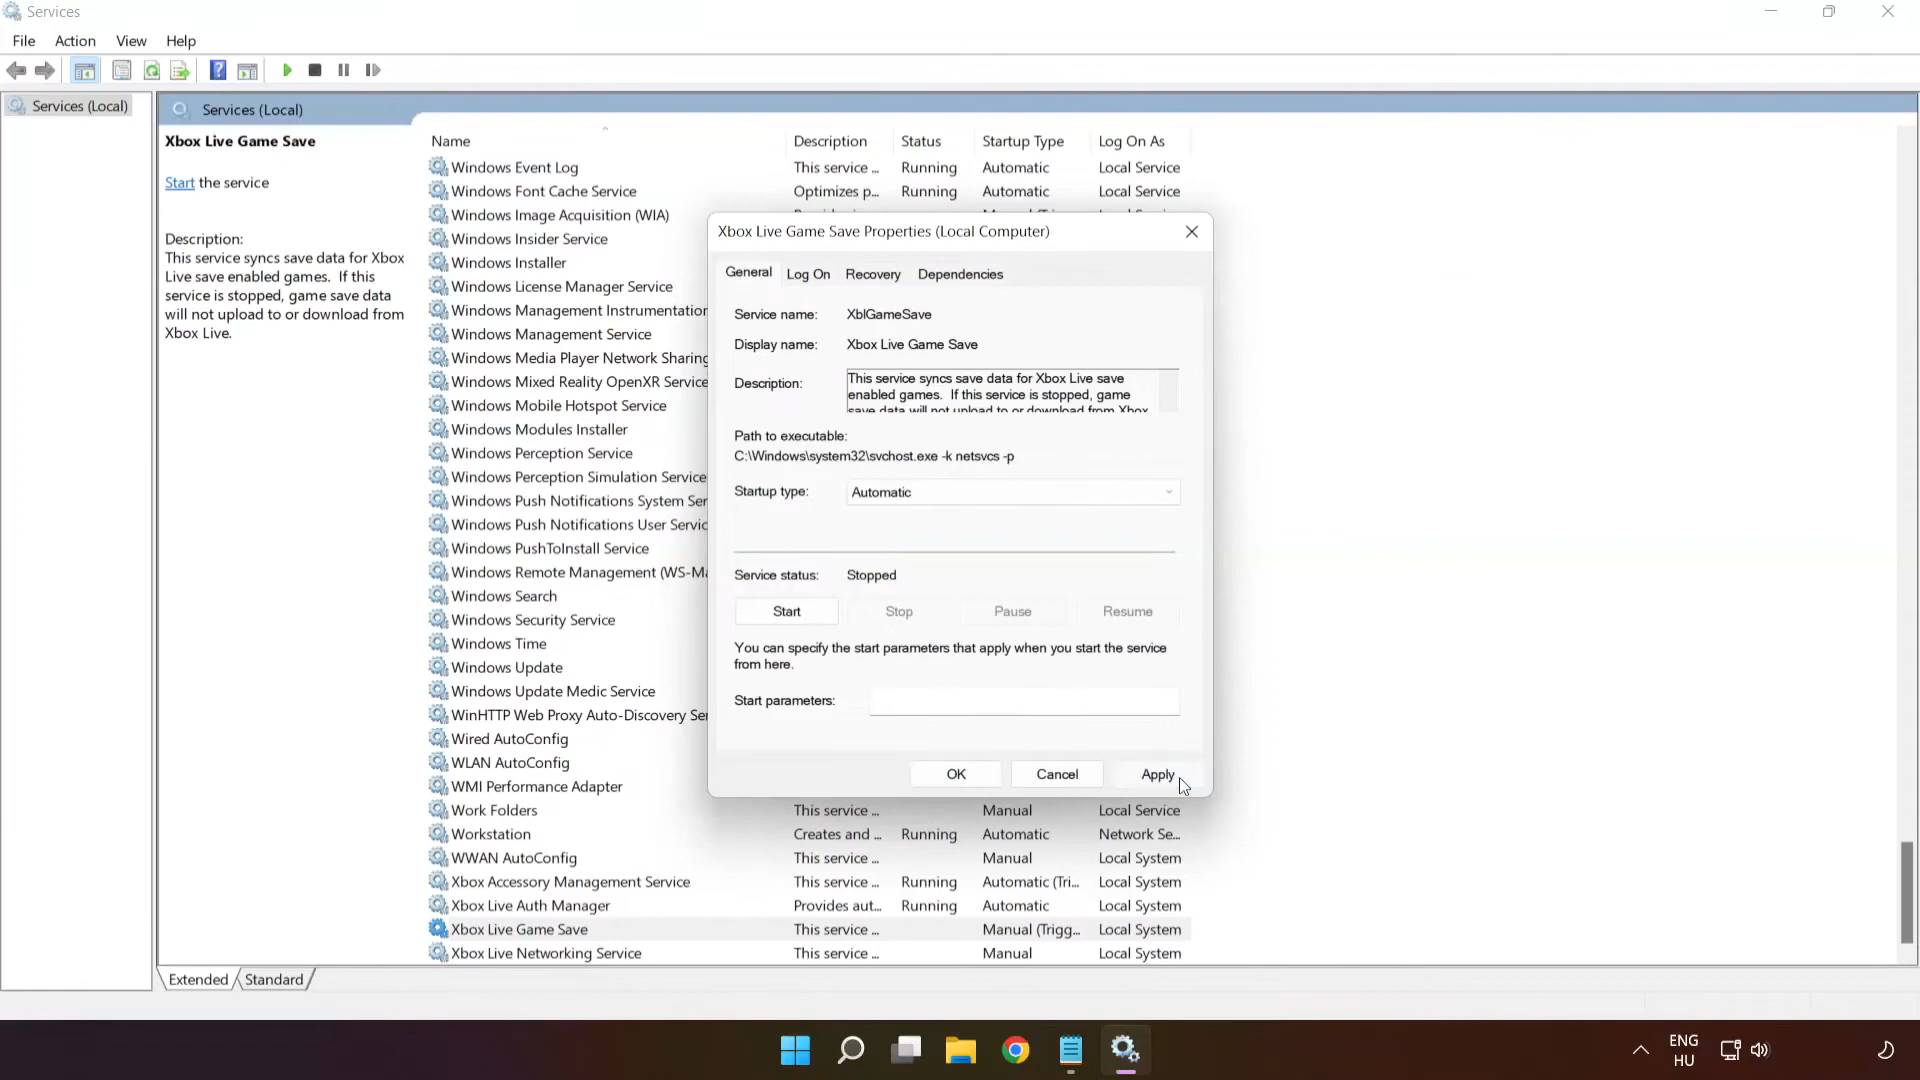 Services
File Action View Help
Services (Local)
Services (Local)
Xbox Live Game Save
Start the service
Description:
This service syncs save data for Xbox
Live save enabled games. If this
service is stopped, game save data
will not upload to or download from
Xbox Live.
Name Description Status Startup Type Log On As
Windows Event Log This service ... Running Automatic Local Service
Windows Font Cache Service Optimizes p... Running Automatic Local Service
Windows Image Acquisition (WIA)
Windows Insider Service
Windows Installer
Windows License Manager Service
Windows Management Instrumentation
Windows Management Service
Windows Media Player Network Sharing
Windows Mixed Reality OpenXR Service
Windows Mobile Hotspot Service
Windows Modules Installer
Windows Perception Service
Windows Perception Simulation Service
Windows Push Notifications System Ser
Windows Push Notifications User Servic
Windows PushToInstall Service
Windows Remote Management (WS-Ma
Windows Search
Windows Security Service
Windows Time
Windows Update
Windows Update Medic Service
WinHTTP Web Proxy Auto-Discovery Ser
Wired AutoConfig
WLAN AutoConfig
WMI Performance Adapter
Work Folders This service ... Manual Local Service
Workstation Creates and ... Running Automatic Network Se...
WWAN AutoConfig This service ... Manual Local System
Xbox Accessory Management Service This service ... Running Automatic (Tri... Local System
Xbox Live Auth Manager Provides aut... Running Automatic Local System
Xbox Live Game Save This service ... Manual (Trigg... Local System
Xbox Live Networking Service This service ... Manual Local System
Extended Standard
Xbox Live Game Save Properties (Local Computer)
General Log On Recovery Dependencies
Service name: XblGameSave
Display name: Xbox Live Game Save
Description: This service syncs save data for Xbox Live save
enabled games. If this service is stopped, game
save data will not upload to or download from Xbox
Path to executable:
C:\Windows\system32\svchost.exe -k netsvcs -p
Startup type: Automatic
Service status: Stopped
Start Stop Pause Resume
You can specify the start parameters that apply when you start the service
from here.
Start parameters:
OK Cancel Apply
ENG
HU